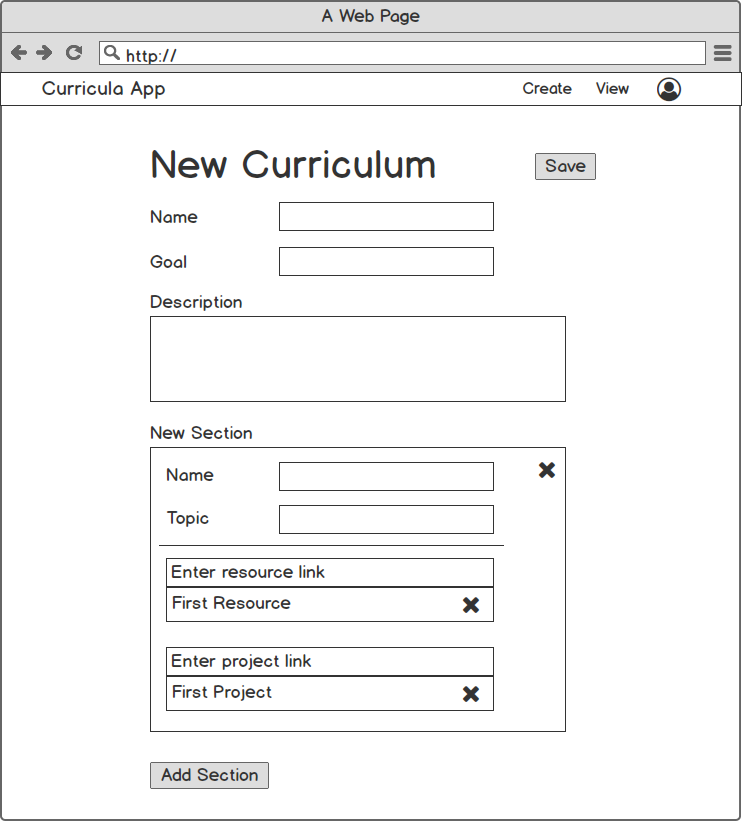 A Web Page
http://
Curricula App Create View
New Curriculum Save
Name
Goal
Description
New Section
Name
Topic
Enter resource link
First Resource
Enter project link
First Project
Add Section